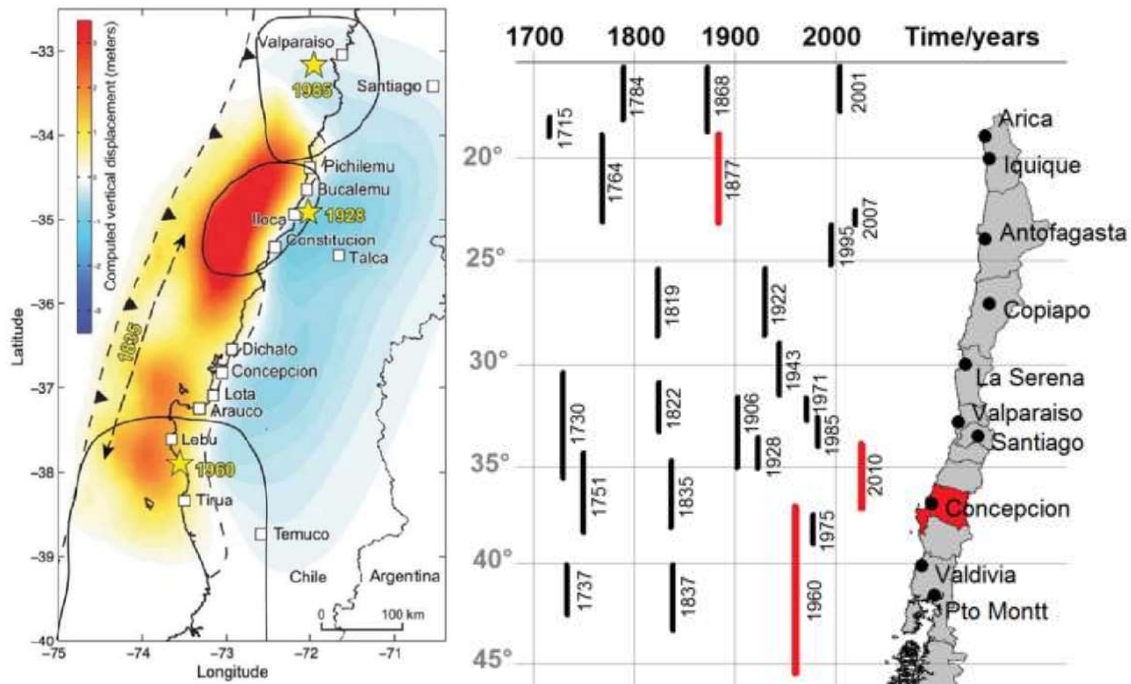 Valparaiso
1985
Santiago
Pichilemu
Bucalemu
Iloca
1928
Constitucion
Talca
1835
Dichato
Concepcion
Lota
Arauco
Lebu
1960
Tirua
Temuco
Chile
Argentina
0
100 km
Computed vertical displacement (meters)
Latitude
−33
−34
−35
−36
−37
−38
−39
−40
−75
−74
−73
−72
−71
Longitude
1700 1800 1900 2000 Time/years
20°
25°
30°
35°
40°
45°
1715
1784
1868
2001
1764
1877
2007
1995
1819
1922
1943
1730
1822
1906
1971
1985
1751
1835
1928
2010
1975
1737
1837
1960
Arica
Iquique
Antofagasta
Copiapo
La Serena
Valparaiso
Santiago
Concepcion
Valdivia
Pto Montt